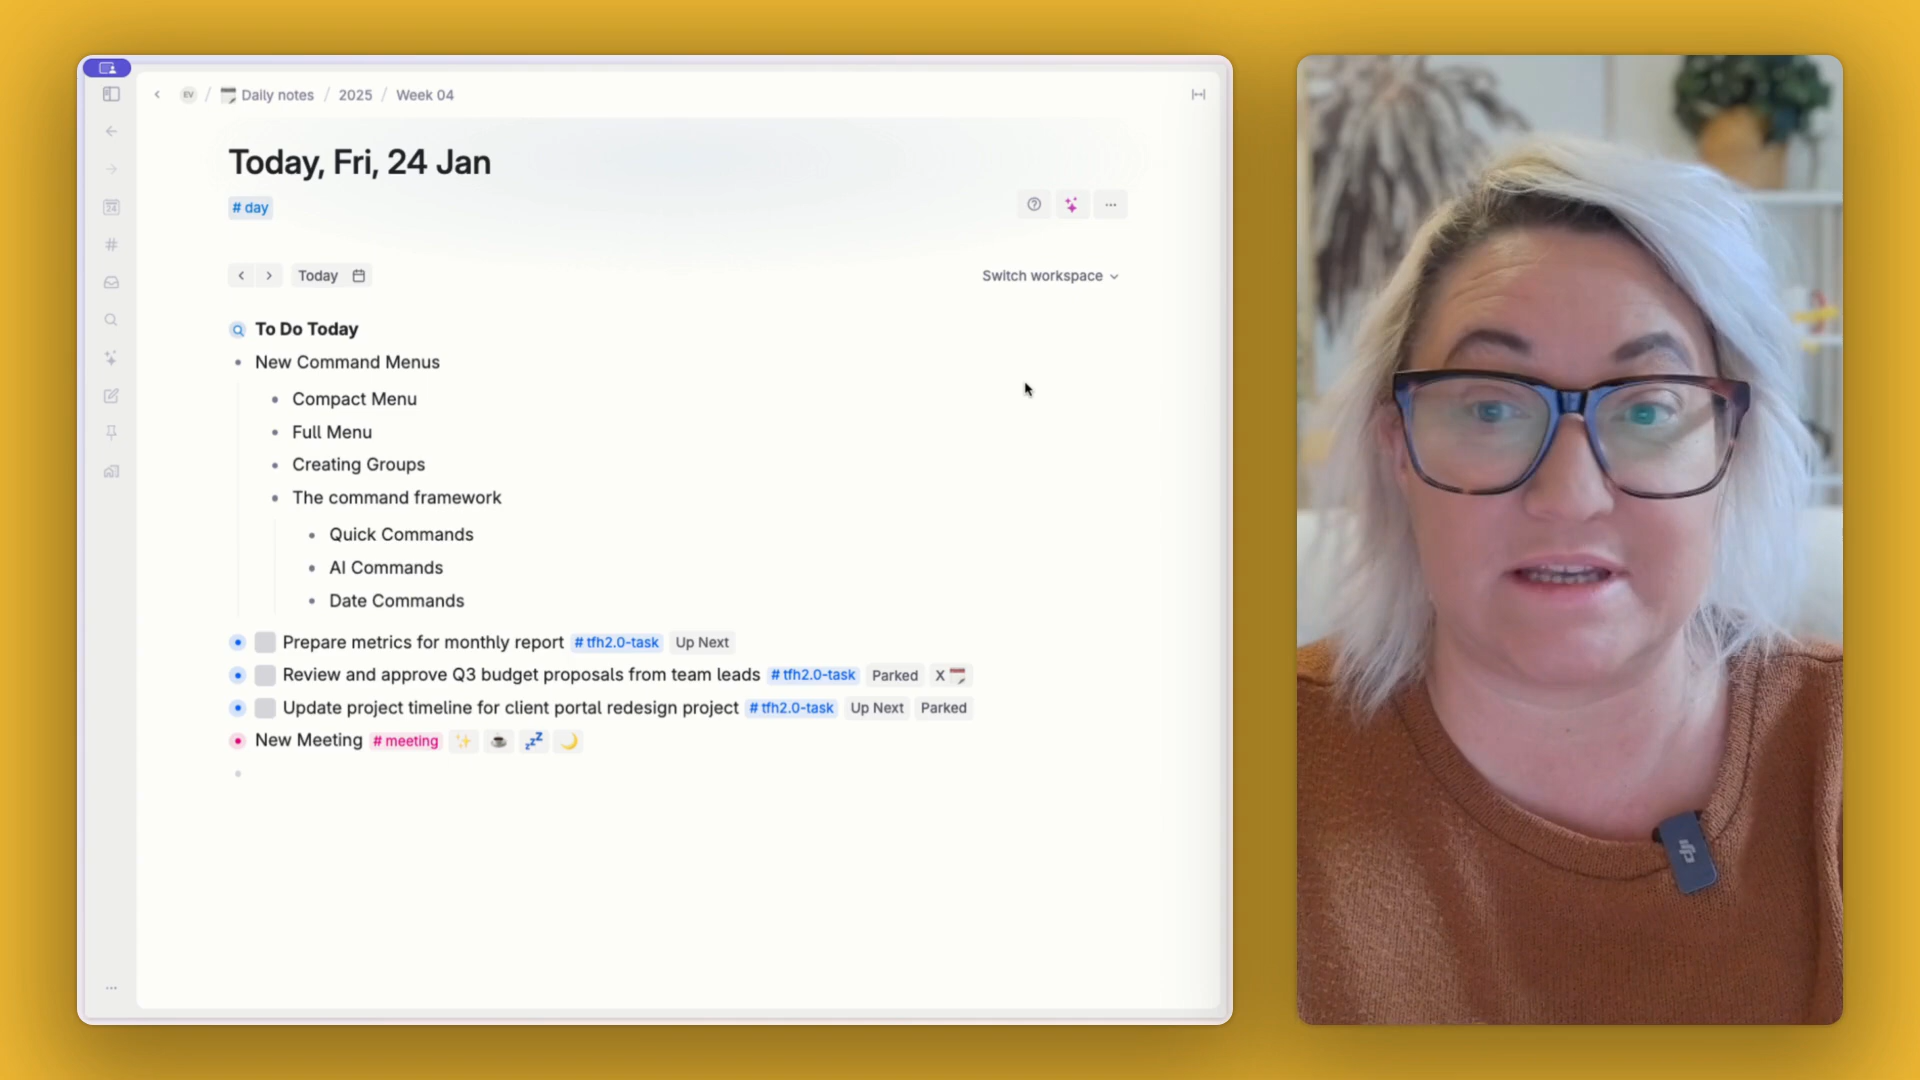 EV / Daily notes / 2025 / Week 04
Today, Fri, 24 Jan
# day
24
Today
Switch workspace
To Do Today
New Command Menus
Compact Menu
Full Menu
Creating Groups
The command framework
Quick Commands
AI Commands
Date Commands
Prepare metrics for monthly report # tfh2.0-task Up Next
Review and approve Q3 budget proposals from team leads # tfh2.0-task Parked X
Update project timeline for client portal redesign project # tfh2.0-task Up Next Parked
New Meeting # meeting
dji